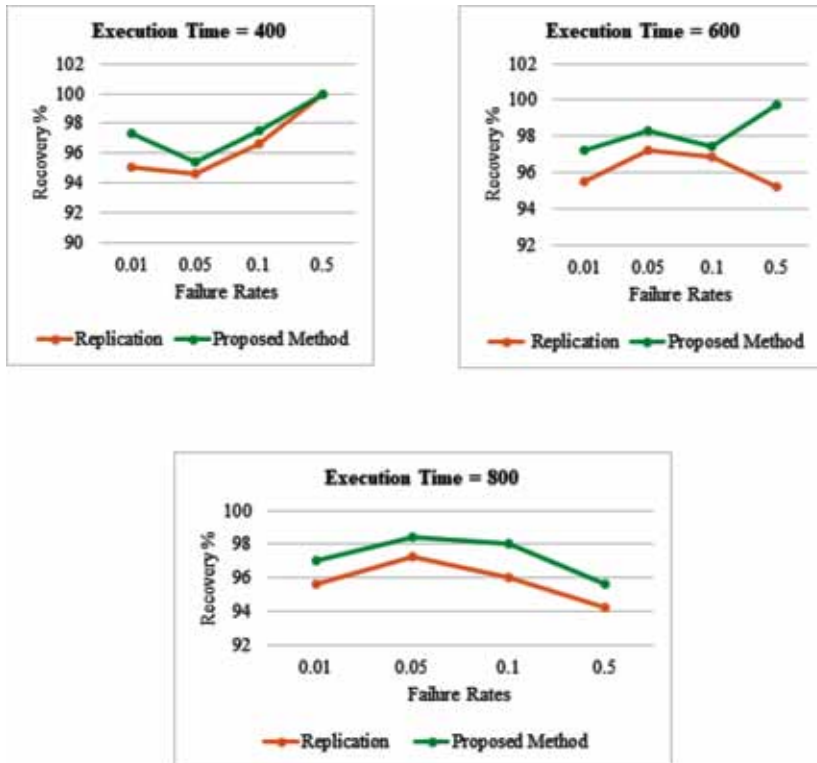 Execution Time = 400
102
100
98
96
94
92
90
Recovery %
0.01 0.05 0.1 0.5
Failure Rates
Replication Proposed Method
Execution Time = 600
102
100
98
96
94
92
Recovery %
0.01 0.05 0.1 0.5
Failure Rates
Replication Proposed Method
Execution Time = 800
100
98
96
94
92
Recovery %
0.01 0.05 0.1 0.5
Failure Rates
Replication Proposed Method